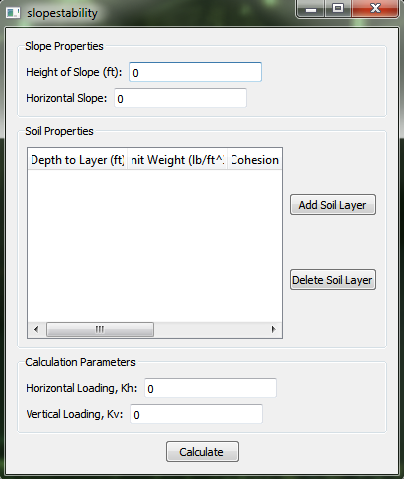 slopestability
Slope Properties
Height of Slope (ft): 0
Horizontal Slope: 0
Soil Properties
Depth to Layer (ft) nit Weight (lb/ft^. Cohesion
Add Soil Layer
Delete Soil Layer
Calculation Parameters
Horizontal Loading, Kh: 0
Vertical Loading, Kv: 0
Calculate